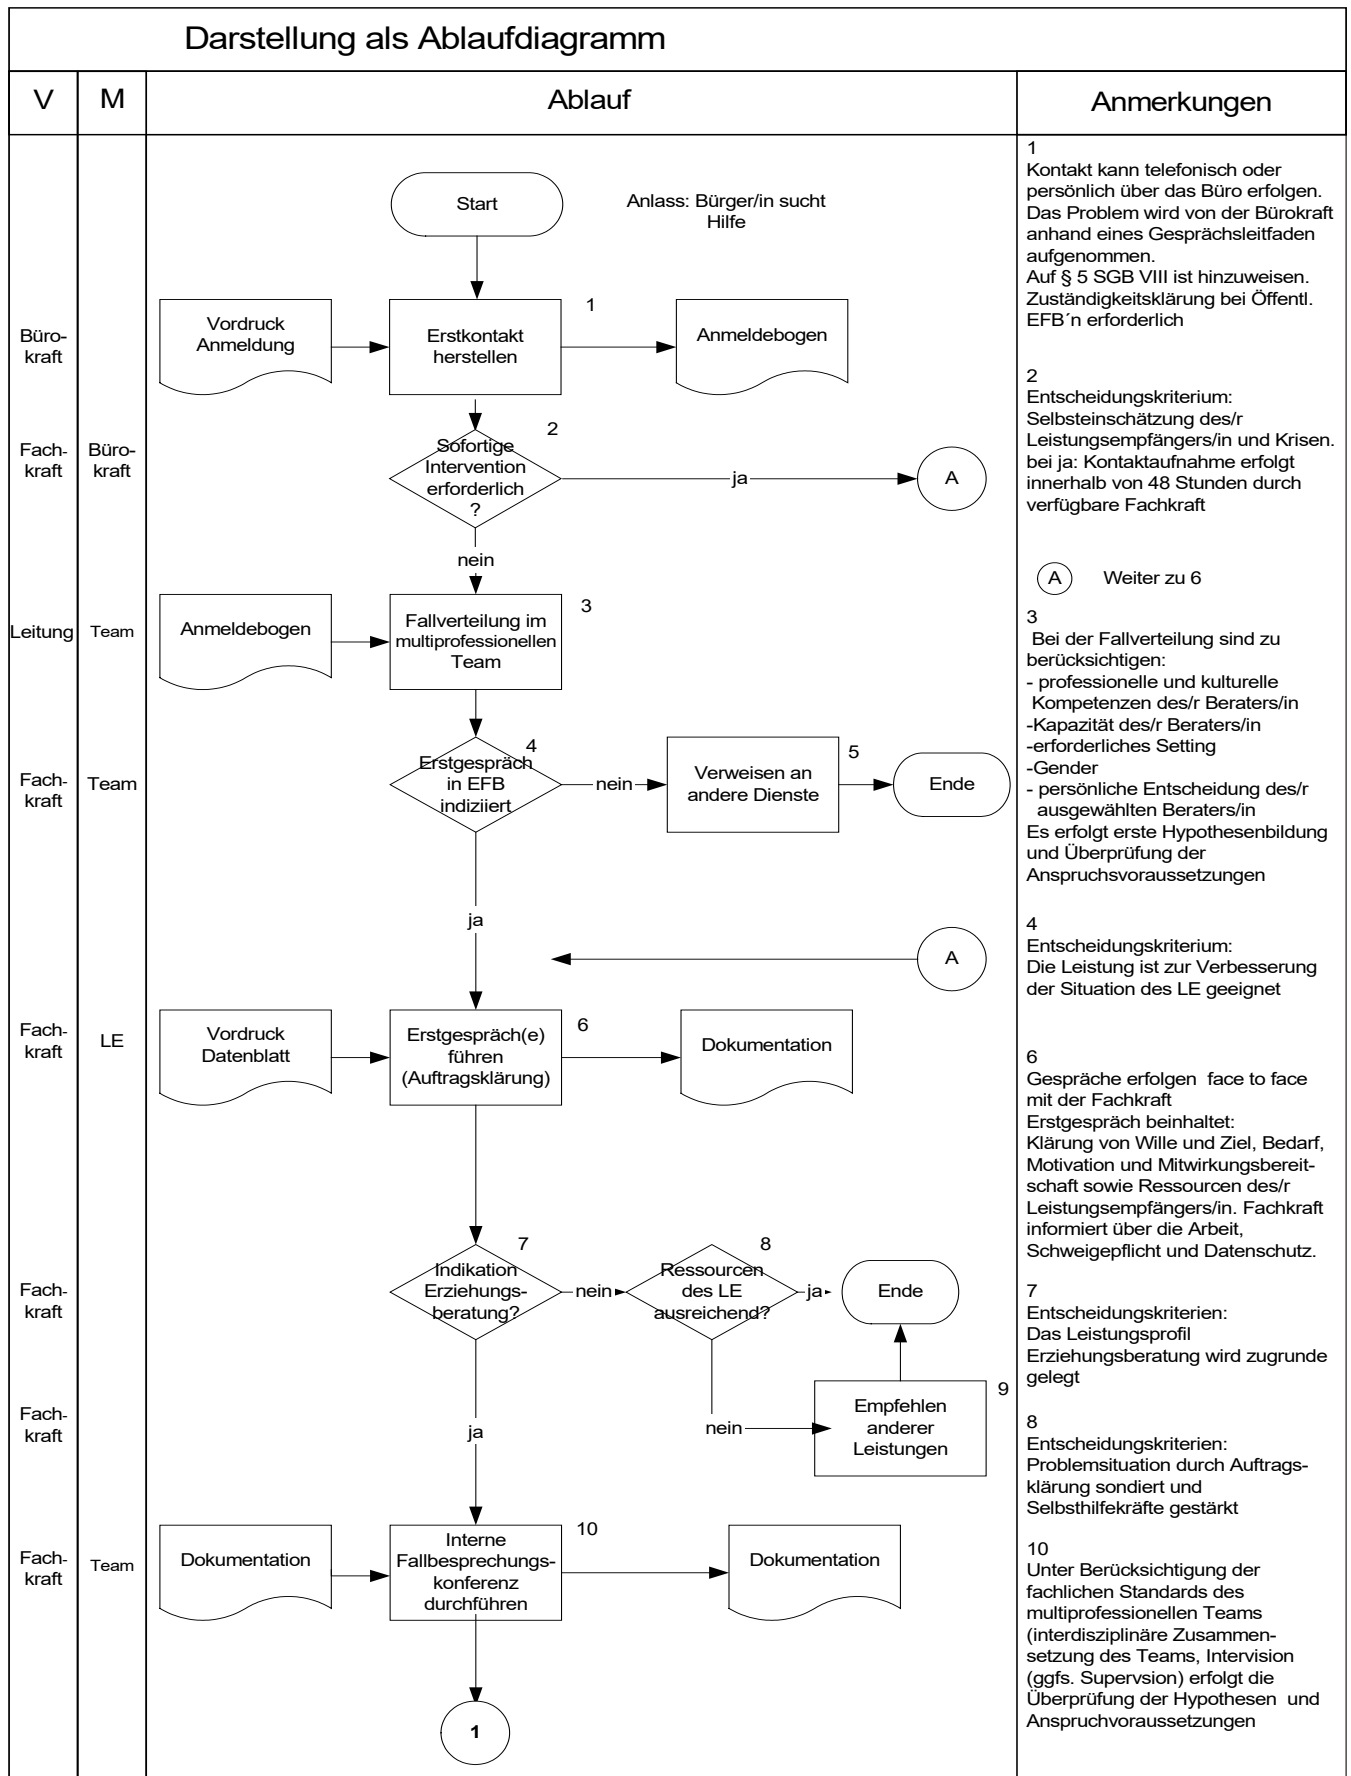 Darstellung als Ablaufdiagramm
V
M
Ablauf
Anmerkungen
Start
Anlass: Bürger/in sucht
Hilfe
Büro-
kraft
Vordruck
Anmeldung
Erstkontakt
herstellen
1
Anmeldebogen
Fach-
kraft
Büro-
kraft
Sofortige
Intervention
erforderlich
?
2
ja
A
nein
Leitung
Team
Anmeldebogen
Fallverteilung im
multiprofessionellen
Team
3
Fach-
kraft
Team
Erstgespräch
in EFB
indiziiert
4
nein
Verweisen an
andere Dienste
5
Ende
ja
A
Fach-
kraft
LE
Vordruck
Datenblatt
Erstgespräch(e)
führen
(Auftragsklärung)
6
Dokumentation
Fach-
kraft
Indikation
Erziehungs-
beratung?
7
nein
Ressourcen
des LE
ausreichend?
8
ja
Ende
Fach-
kraft
ja
nein
Empfehlen
anderer
Leistungen
9
Fach-
kraft
Team
Dokumentation
Interne
Fallbesprechungs-
konferenz
durchführen
10
Dokumentation
1
1
Kontakt kann telefonisch oder
persönlich über das Büro erfolgen.
Das Problem wird von der Bürokraft
anhand eines Gesprächsleitfaden
aufgenommen.
Auf § 5 SGB VIII ist hinzuweisen.
Zuständigkeitsklärung bei Öffentl.
EFB´n erforderlich
2
Entscheidungskriterium:
Selbsteinschätzung des/r
Leistungsempfängers/in und Krisen.
bei ja: Kontaktaufnahme erfolgt
innerhalb von 48 Stunden durch
verfügbare Fachkraft
A Weiter zu 6
3
Bei der Fallverteilung sind zu
berücksichtigen:
- professionelle und kulturelle
Kompetenzen des/r Beraters/in
-Kapazität des/r Beraters/in
-erforderliches Setting
-Gender
- persönliche Entscheidung des/r
ausgewählten Beraters/in
Es erfolgt erste Hypothesenbildung
und Überprüfung der
Anspruchsvoraussetzungen
4
Entscheidungskriterium:
Die Leistung ist zur Verbesserung
der Situation des LE geeignet
6
Gespräche erfolgen face to face
mit der Fachkraft
Erstgespräch beinhaltet:
Klärung von Wille und Ziel, Bedarf,
Motivation und Mitwirkungsbereit-
schaft sowie Ressourcen des/r
Leistungsempfängers/in. Fachkraft
informiert über die Arbeit,
Schweigepflicht und Datenschutz.
7
Entscheidungskriterien:
Das Leistungsprofil
Erziehungsberatung wird zugrunde
gelegt
8
Entscheidungskriterien:
Problemsituation durch Auftrags-
klärung sondiert und
Selbsthilfekräfte gestärkt
10
Unter Berücksichtigung der
fachlichen Standards des
multiprofessionellen Teams
(interdisziplinäre Zusammen-
setzung des Teams, Intervision
(ggfs. Supervsion) erfolgt die
Überprüfung der Hypothesen und
Anspruchvoraussetzungen